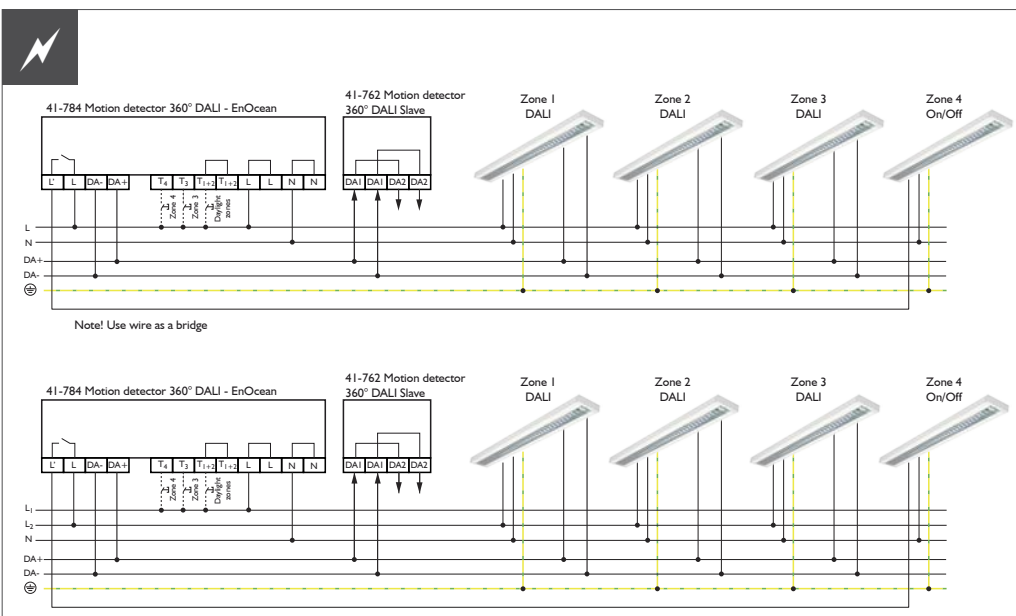 41-784 Motion detector 360° DALI - EnOcean
41-762 Motion detector
360° DALI Slave
Zone 1
DALI
Zone 2
DALI
Zone 3
DALI
Zone 4
On/Off
L' L DA- DA+ T4 T3 T1+2 T1+2 L L N N
DA1 DA1 DA2 DA2
Zone 4
Zone 3
Daylight
zones
L
N
DA+
DA-
Note! Use wire as a bridge
41-784 Motion detector 360° DALI - EnOcean
41-762 Motion detector
360° DALI Slave
Zone 1
DALI
Zone 2
DALI
Zone 3
DALI
Zone 4
On/Off
L' L DA- DA+ T4 T3 T1+2 T1+2 L L N N
DA1 DA1 DA2 DA2
Zone 4
Zone 3
Daylight
zones
L1
L2
N
DA+
DA-